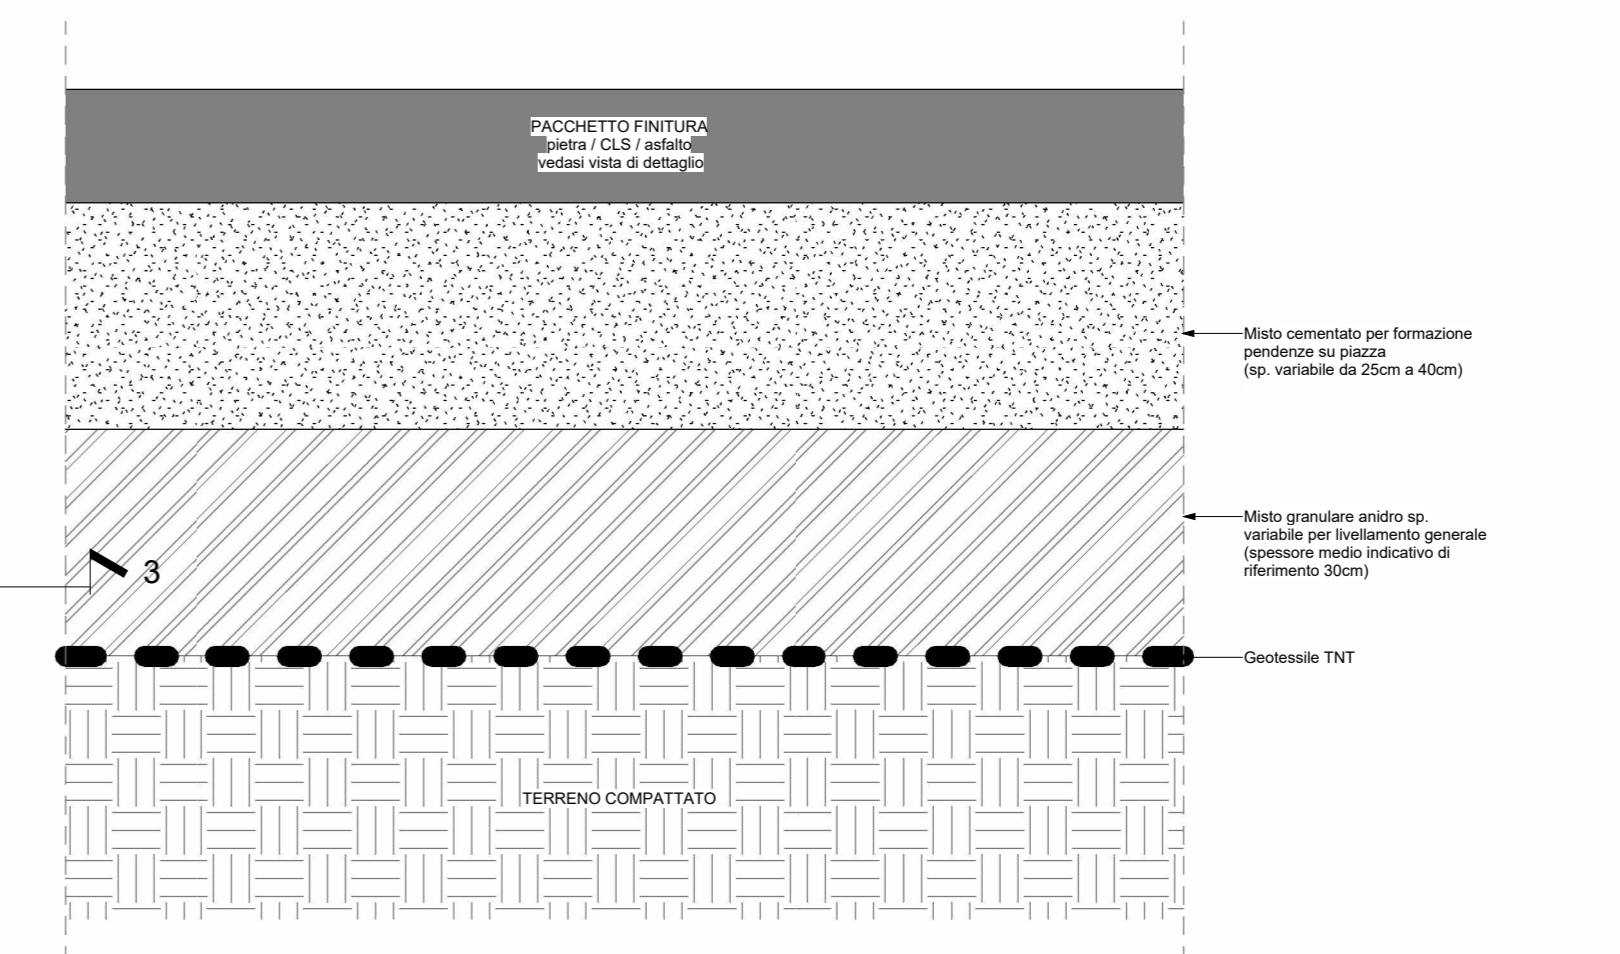 PACCHETTO FINITURA
pietra / CLS / asfalto
vedasi vista di dettaglio
Misto cementato per formazione
pendenze su piazza
(sp. variabile da 25cm a 40cm)
Misto granulare anidro sp.
variabile per livellamento generale
(spessore medio indicativo di
riferimento 30cm)
3
Geotessile TNT
TERRENO COMPATTATO